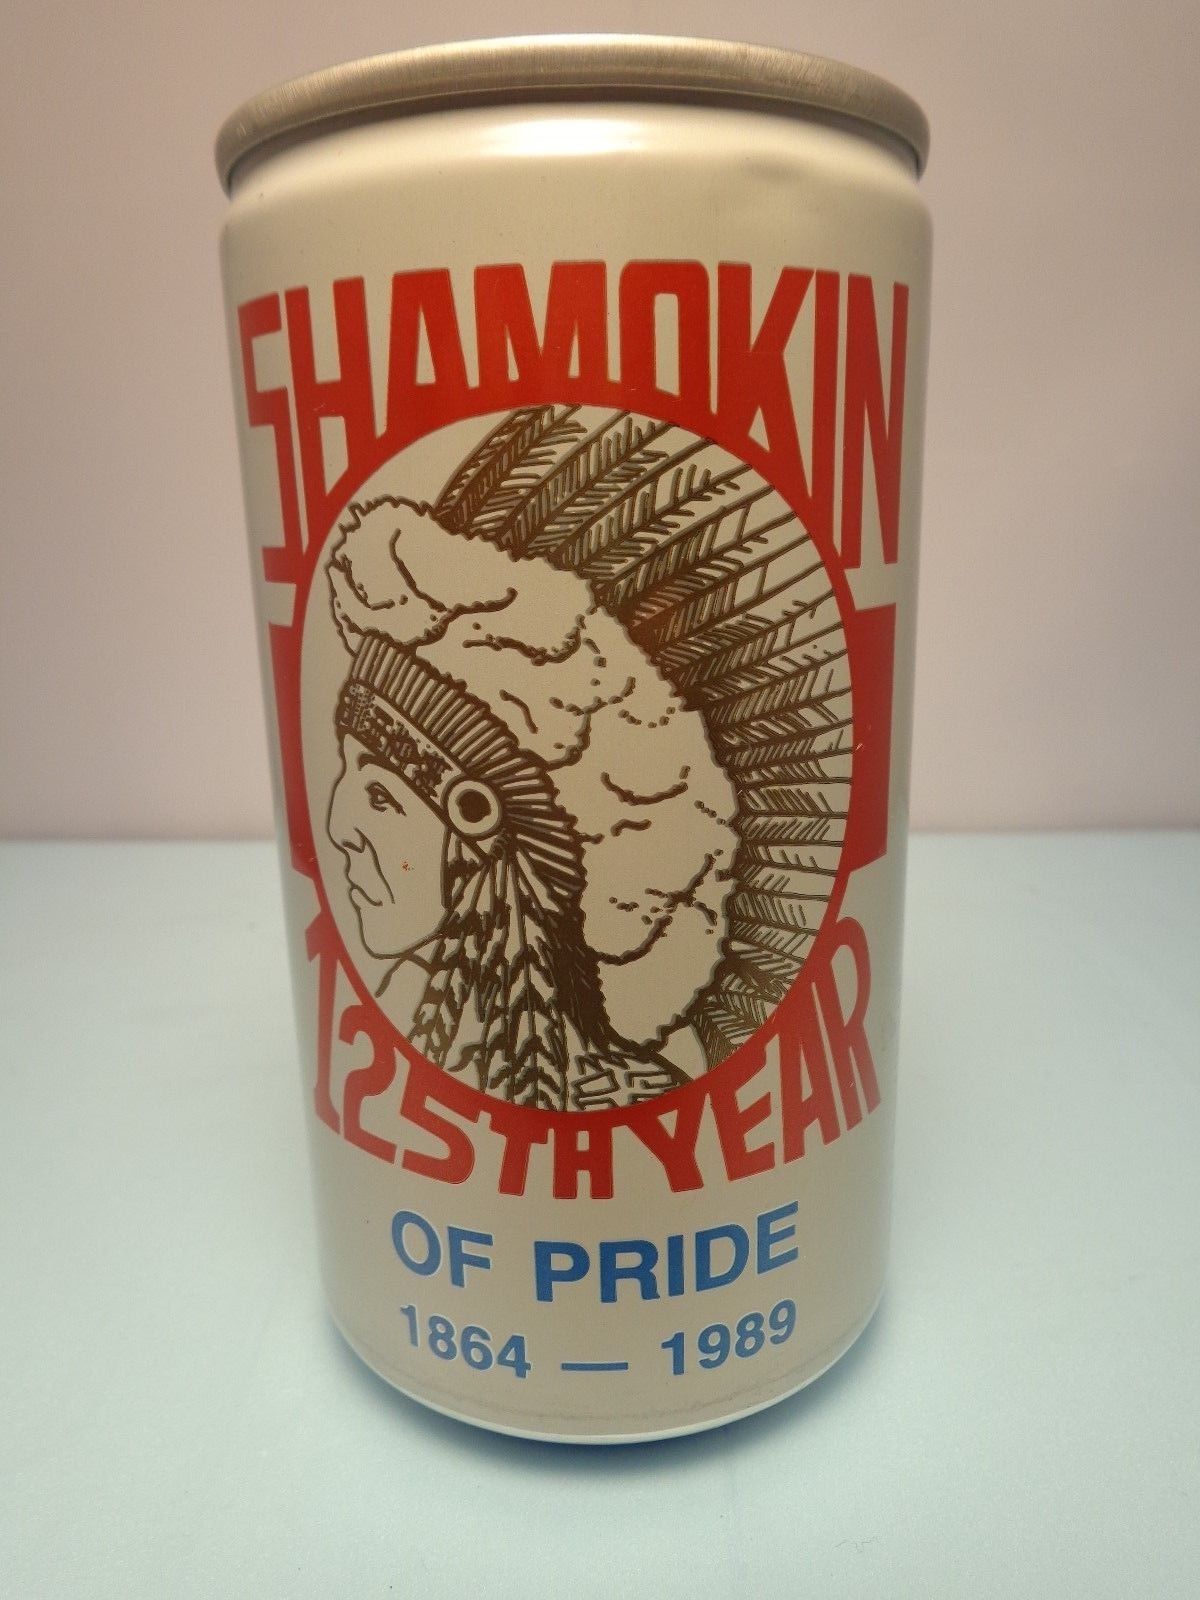 SHAMOKIN
125TH YEAR
OF PRIDE
1864 — 1989